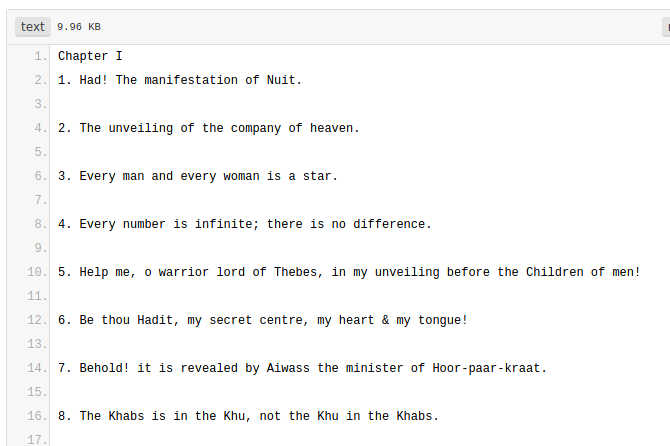 text 9.96 KB
1. Chapter I
2. 1. Had! The manifestation of Nuit.
3.
4. 2. The unveiling of the company of heaven.
5.
6. 3. Every man and every woman is a star.
7.
8. 4. Every number is infinite; there is no difference.
9.
10. 5. Help me, o warrior lord of Thebes, in my unveiling before the Children of men!
11.
12. 6. Be thou Hadit, my secret centre, my heart & my tongue!
13.
14. 7. Behold! it is revealed by Aiwass the minister of Hoor-paar-kraat.
15.
16. 8. The Khabs is in the Khu, not the Khu in the Khabs.
17.